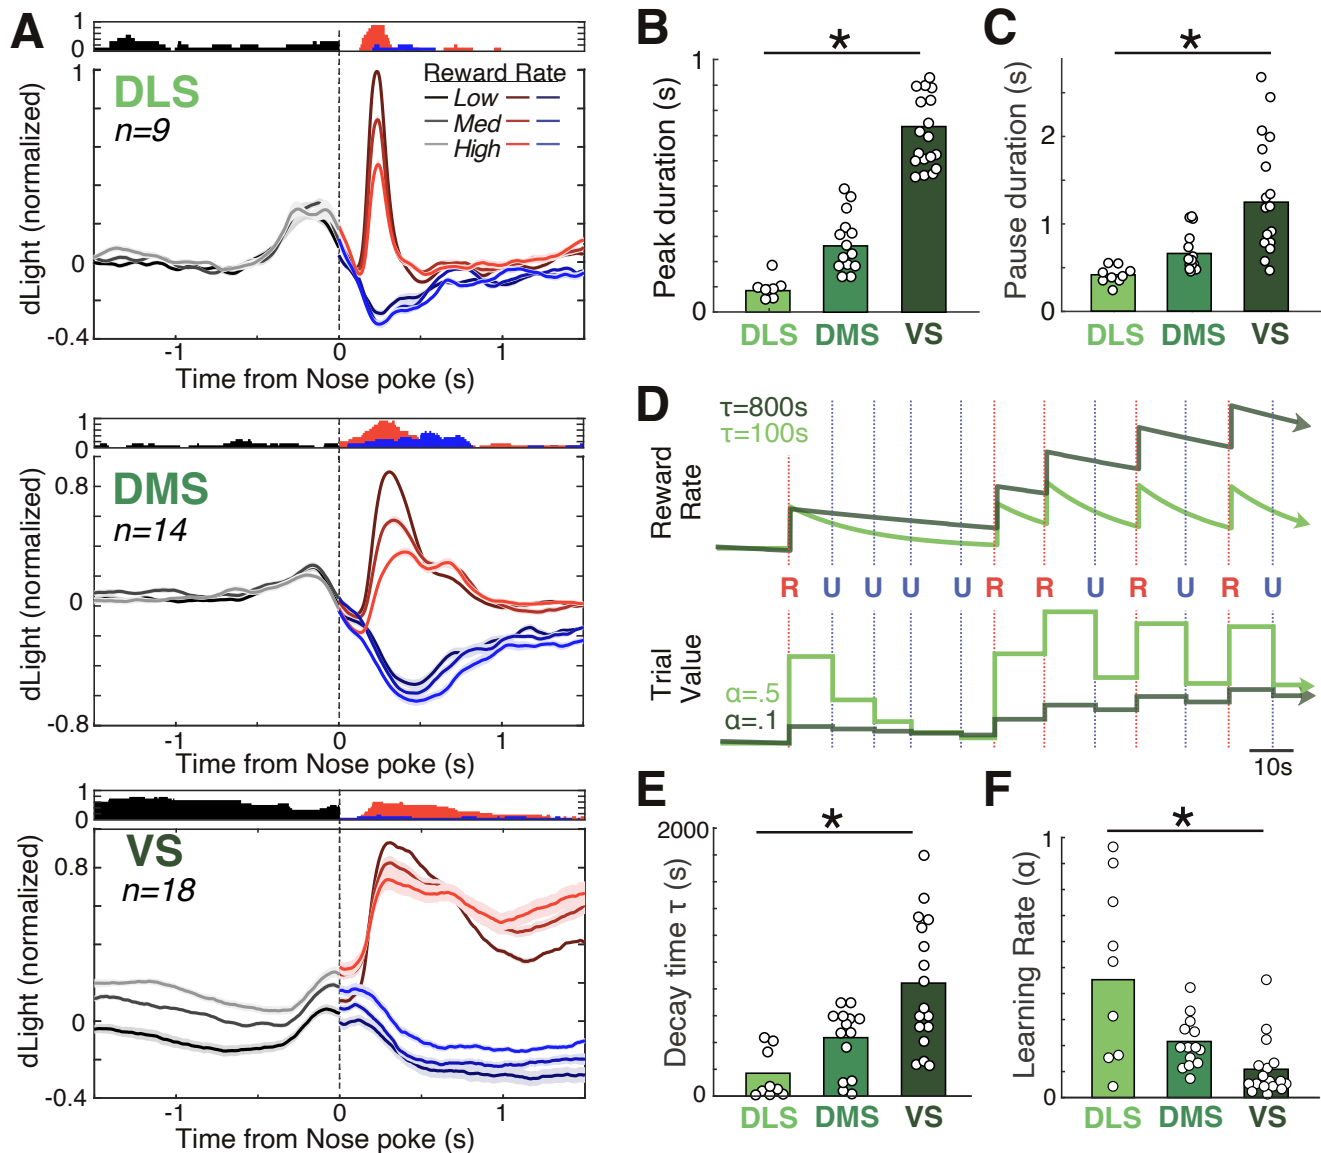 A
1
0
1
0
-0.4
dLight (normalized)
DLS
n=9
Reward Rate
Low
Med
High
-1
0
1
Time from Nose poke (s)
1
0
0.8
0
-0.8
dLight (normalized)
DMS
n=14
-1
0
1
Time from Nose poke (s)
1
0
0.8
0
-0.4
dLight (normalized)
VS
n=18
-1
0
1
Time from Nose poke (s)
B
*
1
0
Peak duration (s)
DLS DMS VS
C
*
2
1
0
Pause duration (s)
DLS DMS VS
D
τ=800s
τ=100s
Reward
Rate
R U U U U R R U R U R U
Trial
Value
α=.5
α=.1
10s
E
*
2000
0
Decay time τ (s)
DLS DMS VS
F
*
1
0
Learning Rate (α)
DLS DMS VS